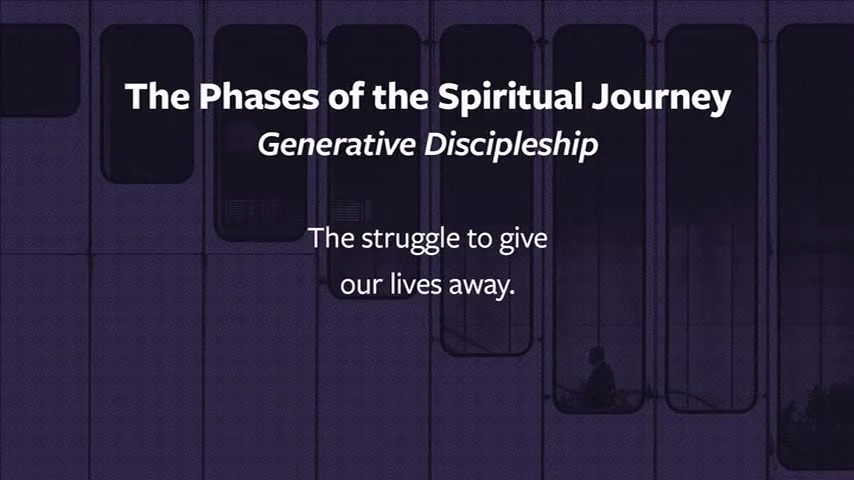 The Phases of the Spiritual Journey
Generative Discipleship
The struggle to give
our lives away.